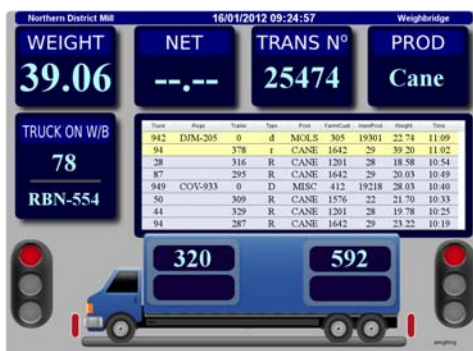 Northern District Mill 16/01/2012 09:24:57 Weighbridge
WEIGHT NET TRANS Nº PROD
39.06 --.-- 25474 Cane
TRUCK ON W/B
78
RBN-554
Truck Rego Trailer Type Prod Farm/Cust HeadProd Weight Time
942 DJM-205 0 d MOLS 305 19301 22.74 11:09
94 378 r CANE 1642 29 39.20 11:02
28 316 R CANE 1201 28 18.58 10:54
87 295 R CANE 1642 29 20.03 10:49
949 COV-933 0 D MISC 412 19218 28.03 10:40
50 309 R CANE 1576 22 21.70 10:33
44 329 R CANE 1201 28 19.78 10:25
94 287 R CANE 1642 29 23.22 10:19
320 592
weighing